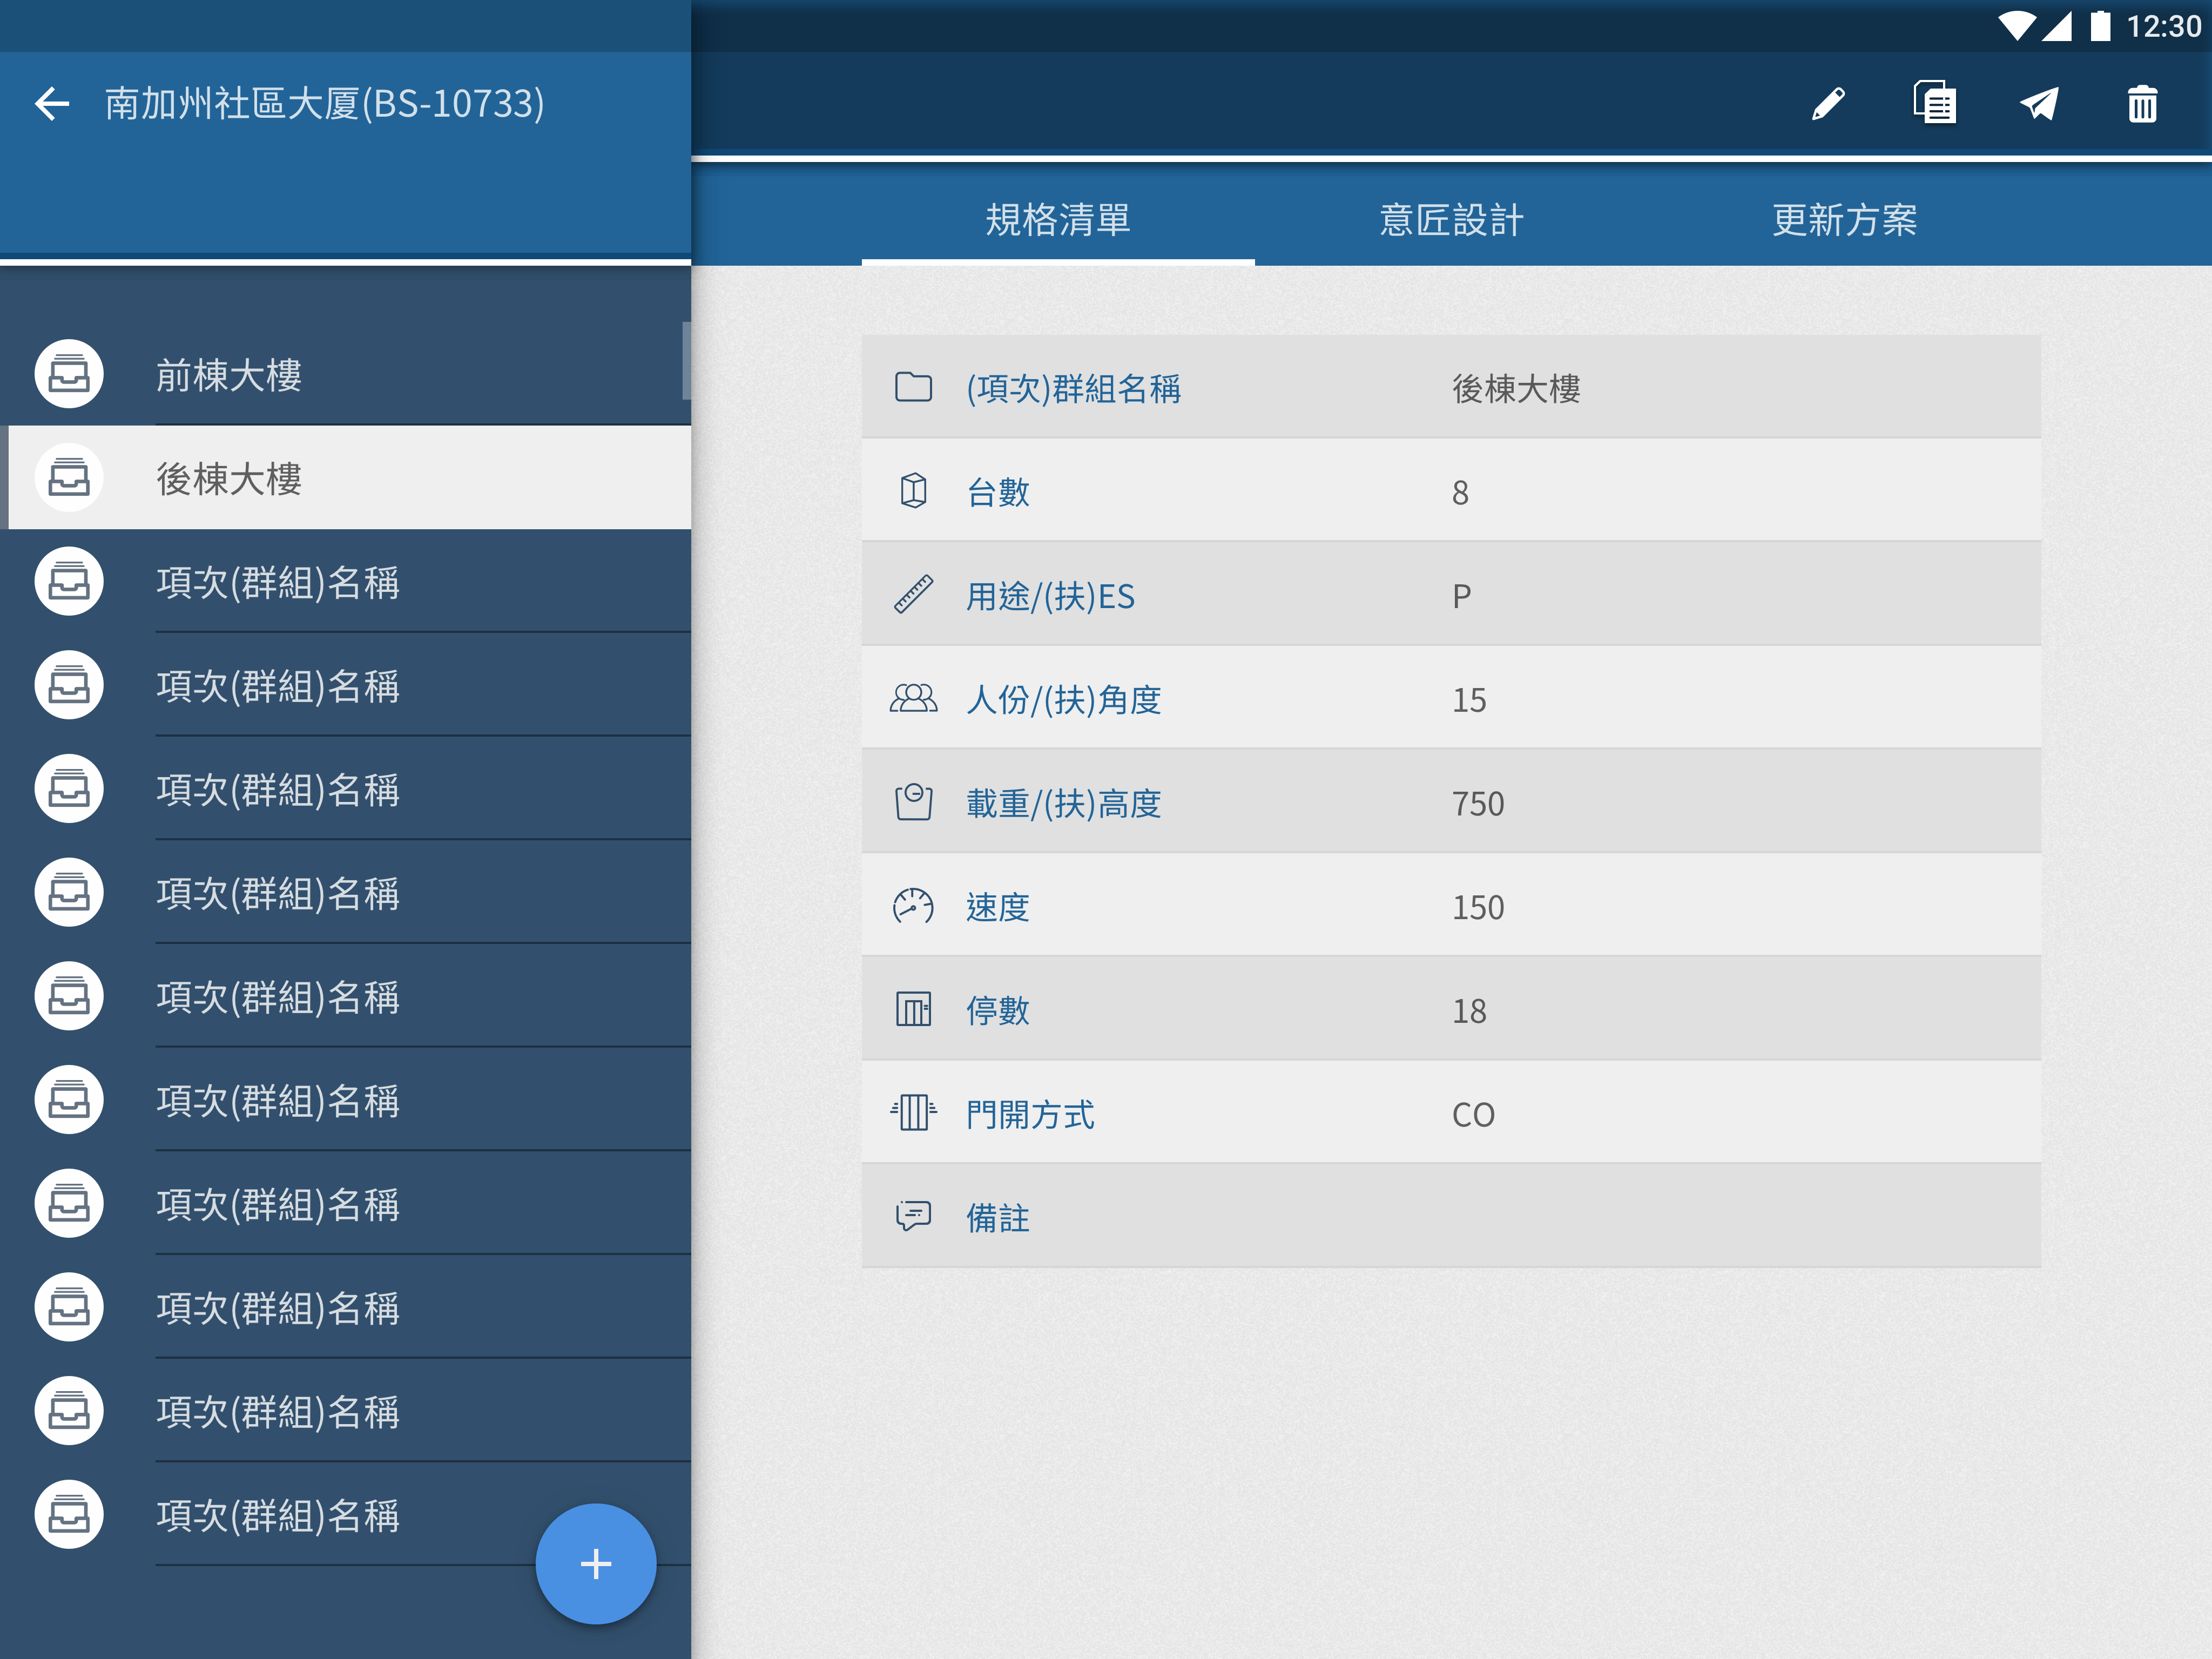 12:30
南加州社區大厦(BS-10733)
規格清單
意匠設計
更新方案
前棟大樓
後棟大樓
項次(群組)名稱
項次(群組)名稱
項次(群組)名稱
項次(群組)名稱
項次(群組)名稱
項次(群組)名稱
項次(群組)名稱
項次(群組)名稱
項次(群組)名稱
項次(群組)名稱
(項次)群組名稱 後棟大樓
台數 8
用途/(扶)ES P
人份/(扶)角度 15
載重/(扶)高度 750
速度 150
停數 18
門開方式 CO
備註